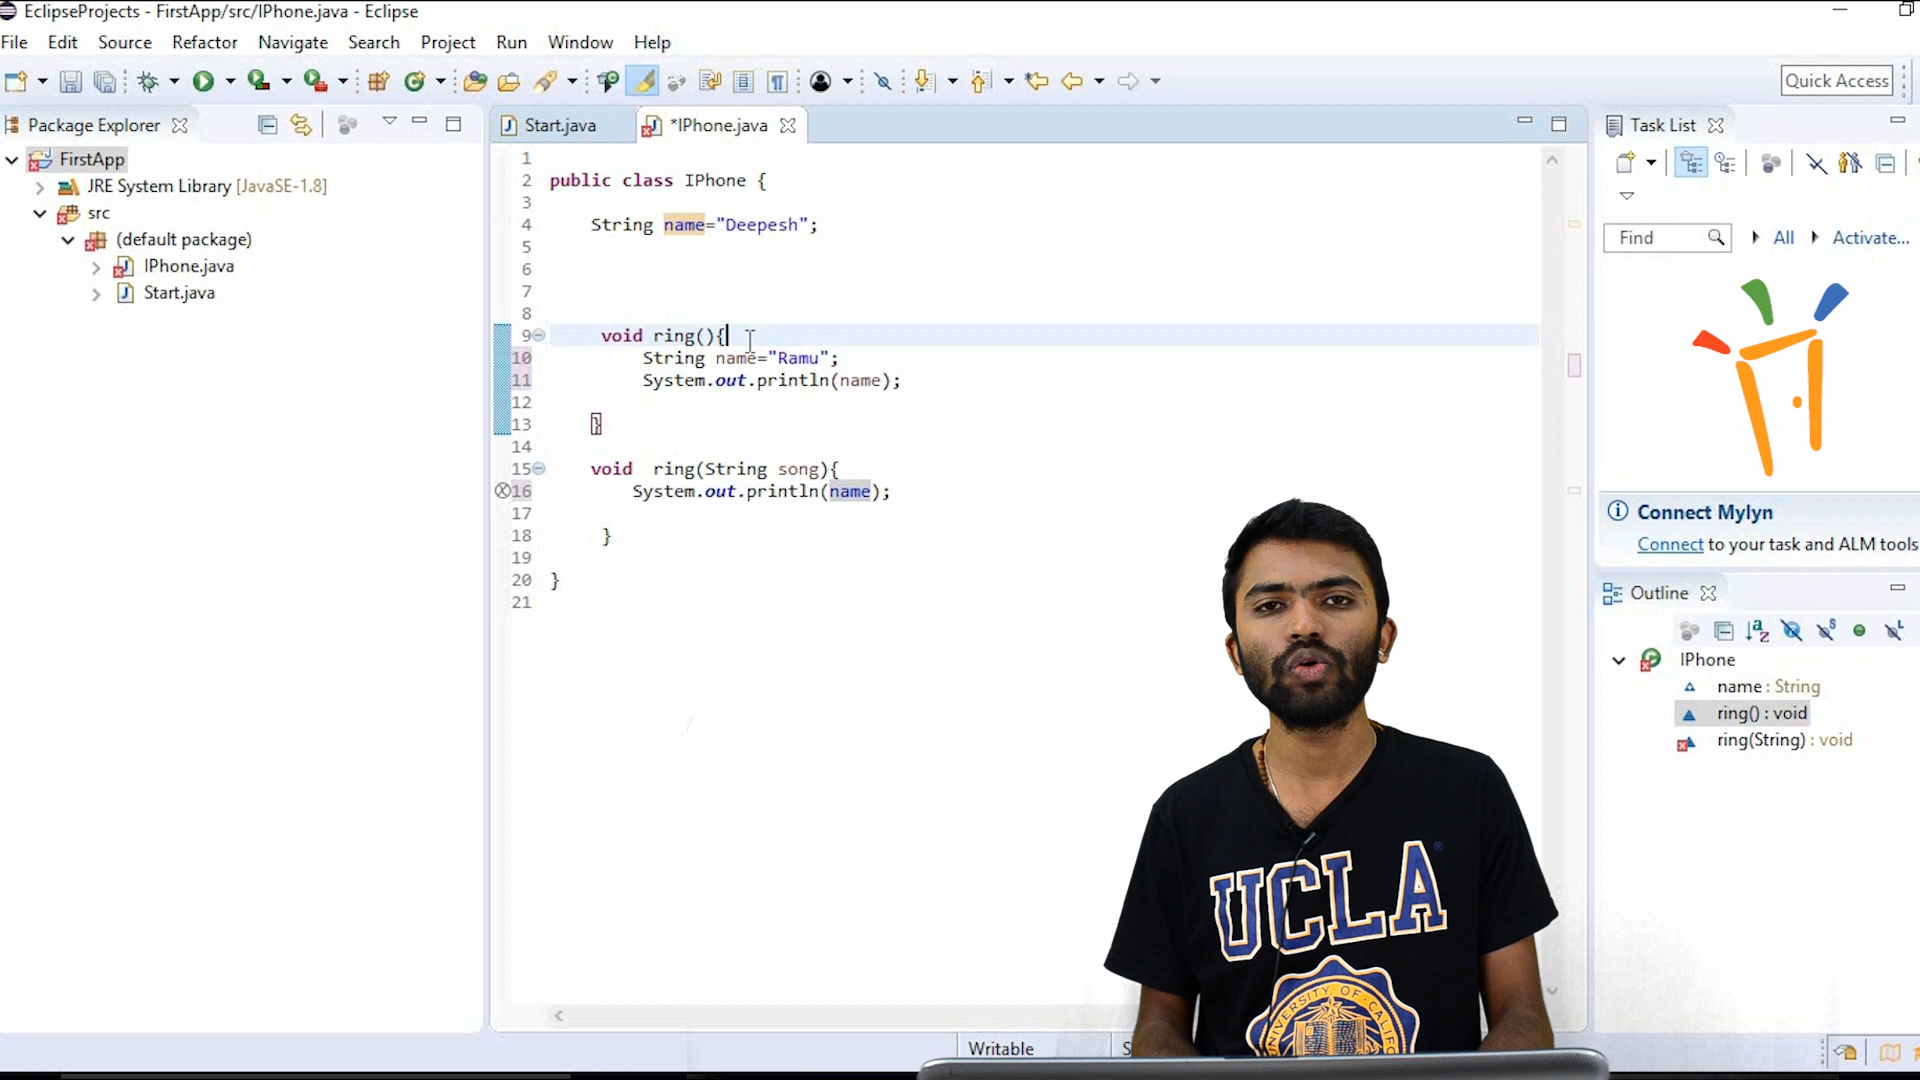 EclipseProjects - FirstApp/src/IPhone.java - Eclipse
File Edit Source Refactor Navigate Search Project Run Window Help
Quick Access
Package Explorer
FirstApp
JRE System Library [JavaSE-1.8]
src
(default package)
IPhone.java
Start.java
Start.java *IPhone.java
1
2 public class IPhone {
3
4 String name="Deepesh";
5
6
7
8
9 void ring(){
10 String name="Ramu";
11 System.out.println(name);
12
13 }
14
15 void ring(String song){
16 System.out.println(name);
17
18 }
19
20 }
21
Task List
Find All Activate...
Connect Mylyn
Connect to your task and ALM tools
Outline
IPhone
name : String
ring() : void
ring(String) : void
UCLA
UNIVERSITY OF CALIFO
Writable